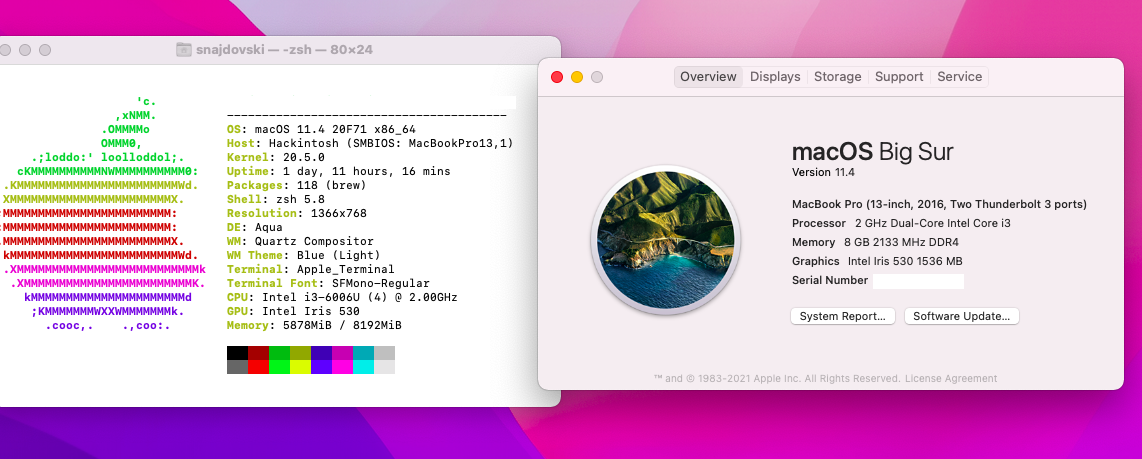 snajdovski — -zsh — 80×24
'c.
,xNMM.
.OMMMMo
OMMM0,
.;loddo:' loolloddol;.
cKMMMMMMMMMMNWMMMMMMMMMM0:
.KMMMMMMMMMMMMMMMMMMMMMMMWd.
XMMMMMMMMMMMMMMMMMMMMMMMX.
;MMMMMMMMMMMMMMMMMMMMMMMM:
:MMMMMMMMMMMMMMMMMMMMMMMM:
.MMMMMMMMMMMMMMMMMMMMMMMMX.
kMMMMMMMMMMMMMMMMMMMMMMMMWd.
.XMMMMMMMMMMMMMMMMMMMMMMMMMMk
.XMMMMMMMMMMMMMMMMMMMMMMMMK.
kMMMMMMMMMMMMMMMMMMMMMMd
;KMMMMMMMWXXWMMMMMMMk.
.cooc,. .,coo:.
-------------------------------------
OS: macOS 11.4 20F71 x86_64
Host: Hackintosh (SMBIOS: MacBookPro13,1)
Kernel: 20.5.0
Uptime: 1 day, 11 hours, 16 mins
Packages: 118 (brew)
Shell: zsh 5.8
Resolution: 1366x768
DE: Aqua
WM: Quartz Compositor
WM Theme: Blue (Light)
Terminal: Apple_Terminal
Terminal Font: SFMono-Regular
CPU: Intel i3-6006U (4) @ 2.00GHz
GPU: Intel Iris 530
Memory: 5878MiB / 8192MiB
Overview Displays Storage Support Service
macOS Big Sur
Version 11.4
MacBook Pro (13-inch, 2016, Two Thunderbolt 3 ports)
Processor 2 GHz Dual-Core Intel Core i3
Memory 8 GB 2133 MHz DDR4
Graphics Intel Iris 530 1536 MB
Serial Number
System Report...
Software Update...
™ and © 1983-2021 Apple Inc. All Rights Reserved. License Agreement